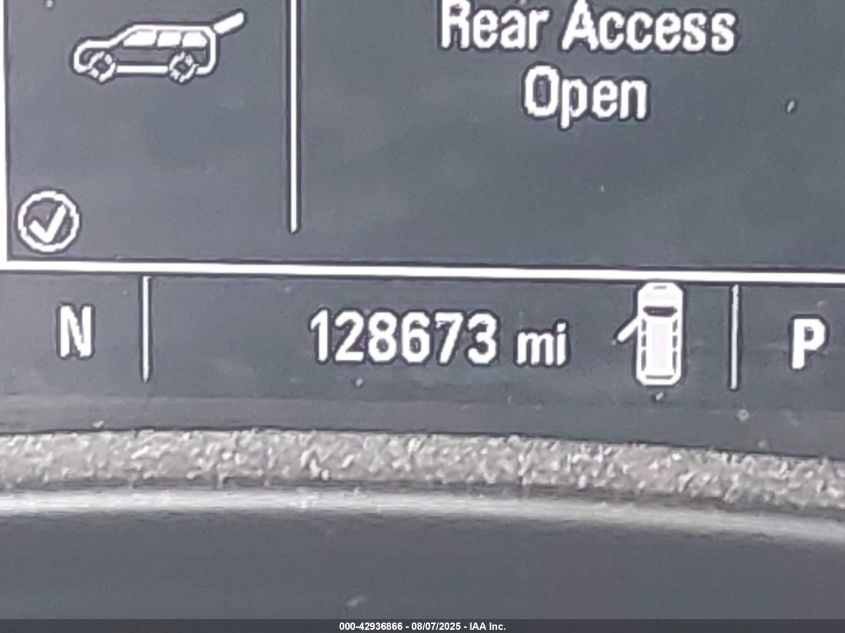 Rear Access
Open
N 128673 mi P
000-42936866 - 08/07/2025 - IAA Inc.